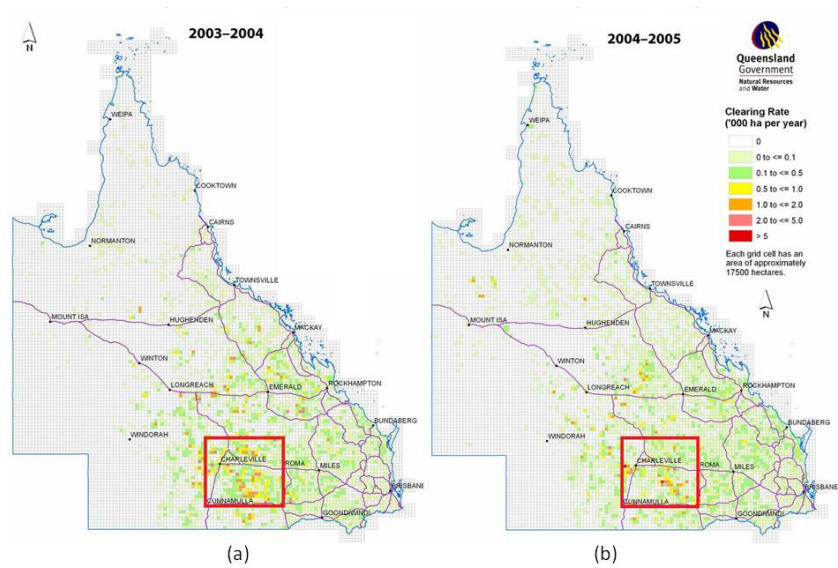 2003–2004
N
WEIPA
COOKTOWN
CAIRNS
NORMANTON
TOWNSVILLE
MOUNT ISA
HUGHENDEN
MACKAY
WINTON
LONGREACH
EMERALD
ROCKHAMPTON
BUNDABERG
WINDORAH
CHARLEVILLE
ROMA
MILES
BRISBANE
CUNNAMULLA
GOONDIWINDI
(a)
2004–2005
WEIPA
COOKTOWN
CAIRNS
NORMANTON
TOWNSVILLE
MOUNT ISA
HUGHENDEN
MACKAY
WINTON
LONGREACH
EMERALD
ROCKHAMPTON
BUNDABERG
WINDORAH
CHARLEVILLE
ROMA
MILES
BRISBANE
CUNNAMULLA
GOONDIWINDI
(b)
Queensland
Government
Natural Resources
and Water
Clearing Rate
('000 ha per year)
0
0 to <= 0.1
0.1 to <= 0.5
0.5 to <= 1.0
1.0 to <= 2.0
2.0 to <= 5.0
> 5
Each grid cell has an
area of approximately
17500 hectares.
N